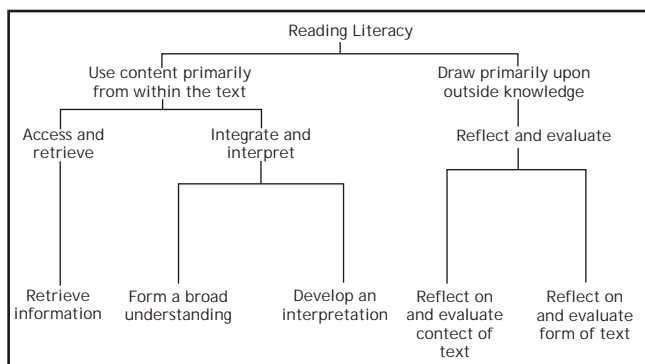 Reading Literacy
Use content primarily
from within the text
Draw primarily upon
outside knowledge
Access and
retrieve
Integrate and
interpret
Reflect and evaluate
Retrieve
information
Form a broad
understanding
Develop an
interpretation
Reflect on
and evaluate
contect of
text
Reflect on
and evaluate
form of text